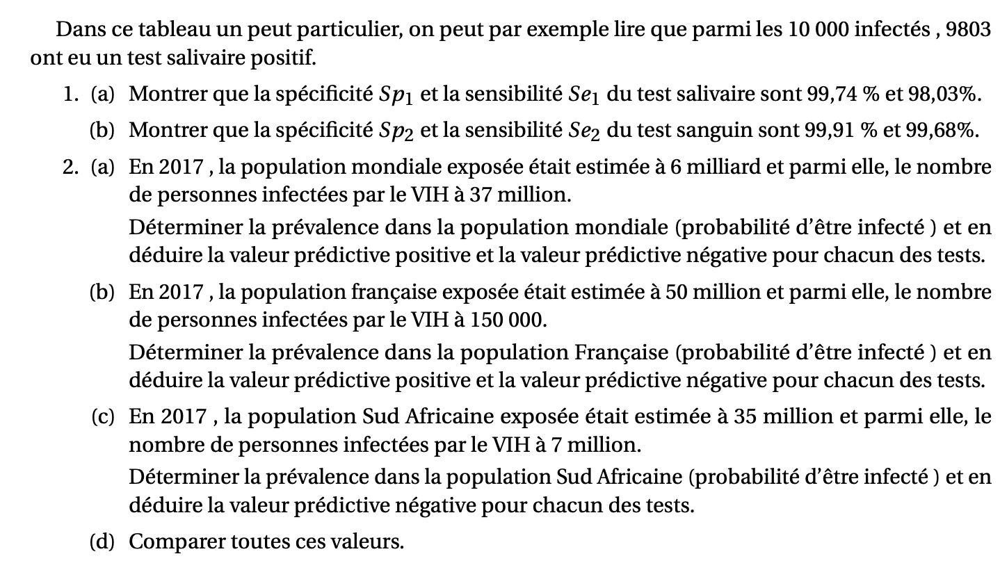 Dans ce tableau un peut particulier, on peut par exemple lire que parmi les 10 000 infectés , 9803
ont eu un test salivaire positif.
1. (a) Montrer que la spécificité Sp₁ et la sensibilité Se₁ du test salivaire sont 99,74 % et 98,03%.
(b) Montrer que la spécificité Sp₂ et la sensibilité Se₂ du test sanguin sont 99,91 % et 99,68%.
2. (a) En 2017 , la population mondiale exposée était estimée à 6 milliard et parmi elle, le nombre
de personnes infectées par le VIH à 37 million.
Déterminer la prévalence dans la population mondiale (probabilité d'être infecté ) et en
déduire la valeur prédictive positive et la valeur prédictive négative pour chacun des tests.
(b) En 2017 , la population française exposée était estimée à 50 million et parmi elle, le nombre
de personnes infectées par le VIH à 150 000.
Déterminer la prévalence dans la population Française (probabilité d'être infecté ) et en
déduire la valeur prédictive positive et la valeur prédictive négative pour chacun des tests.
(c) En 2017 , la population Sud Africaine exposée était estimée à 35 million et parmi elle, le
nombre de personnes infectées par le VIH à 7 million.
Déterminer la prévalence dans la population Sud Africaine (probabilité d'être infecté ) et en
déduire la valeur prédictive négative pour chacun des tests.
(d) Comparer toutes ces valeurs.